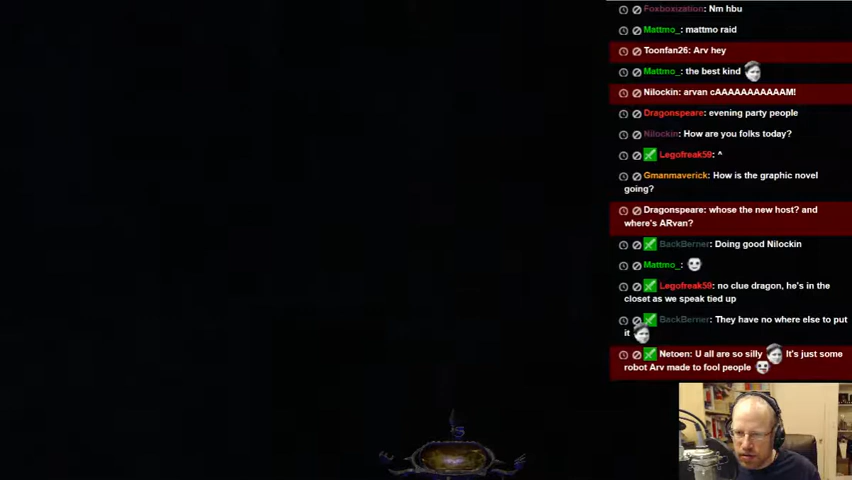 Foxboxization: Nm hbu
Mattmo_: mattmo raid
Toonfan26: Arv hey
Mattmo_: the best kind
Nilockin: arvan cAAAAAAAAAAAM!
Dragonspeare: evening party people
Nilockin: How are you folks today?
Legofreak59: ^
Gmanmaverick: How is the graphic novel
going?
Dragonspeare: whose the new host? and
where's ARvan?
BackBerner: Doing good Nilockin
Mattmo_:
Legofreak59: no clue dragon, he's in the
closet as we speak tied up
BackBerner: They have no where else to put
it
Netoen: U all are so silly It's just some
robot Arv made to fool people